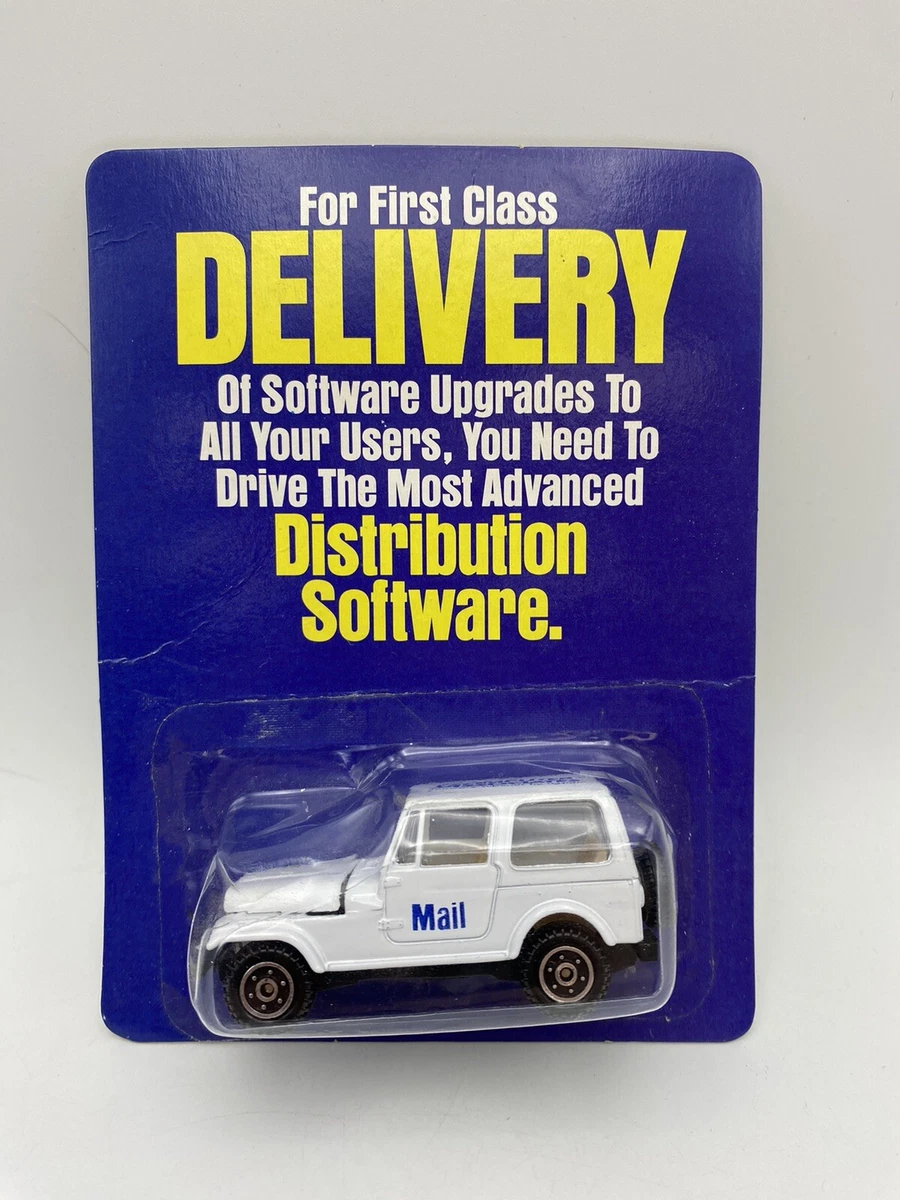 For First Class
DELIVERY
Of Software Upgrades To
All Your Users, You Need To
Drive The Most Advanced
Distribution
Software.
Mail